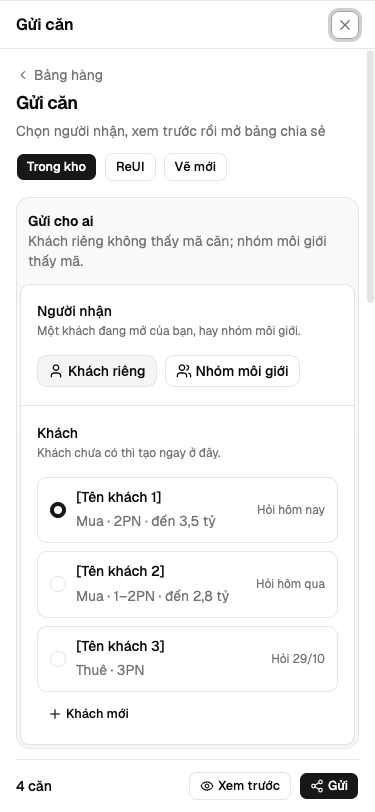 Gửi căn
Bảng hàng
Gửi căn
Chọn người nhận, xem trước rồi mở bảng chia sẻ
Trong kho
ReUI
Vẽ mới
Gửi cho ai
Khách riêng không thấy mã căn; nhóm môi giới
thấy mã.
Người nhận
Một khách đang mở của bạn, hay nhóm môi giới.
Khách riêng
Nhóm môi giới
Khách
Khách chưa có thì tạo ngay ở đây.
[Tên khách 1]
Mua · 2PN · đến 3,5 tỷ
Hỏi hôm nay
[Tên khách 2]
Mua · 1–2PN · đến 2,8 tỷ
Hỏi hôm qua
[Tên khách 3]
Thuê · 3PN
Hỏi 29/10
Khách mới
4 căn
Xem trước
Gửi